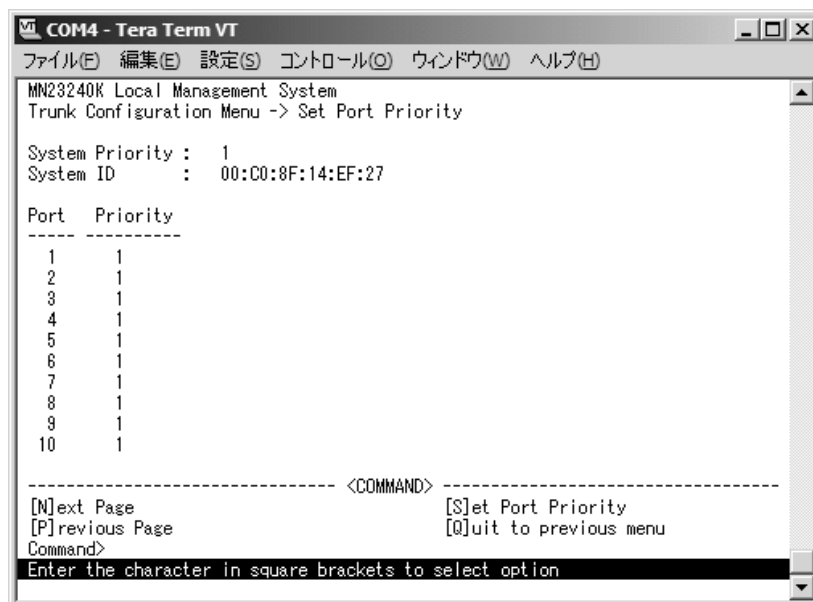 COM4 - Tera Term VT
ファイル(F) 編集(E) 設定(S) コントロール(O) ウィンドウ(W) ヘルプ(H)
MN23240K Local Management System
Trunk Configuration Menu -> Set Port Priority
System Priority : 1
System ID : 00:C0:8F:14:EF:27
Port Priority
----- ----------
1 1
2 1
3 1
4 1
5 1
6 1
7 1
8 1
9 1
10 1
-------------------------------- <COMMAND> -----------------------------------
[N]ext Page [S]et Port Priority
[P]revious Page [Q]uit to previous menu
Command>
Enter the character in square brackets to select option